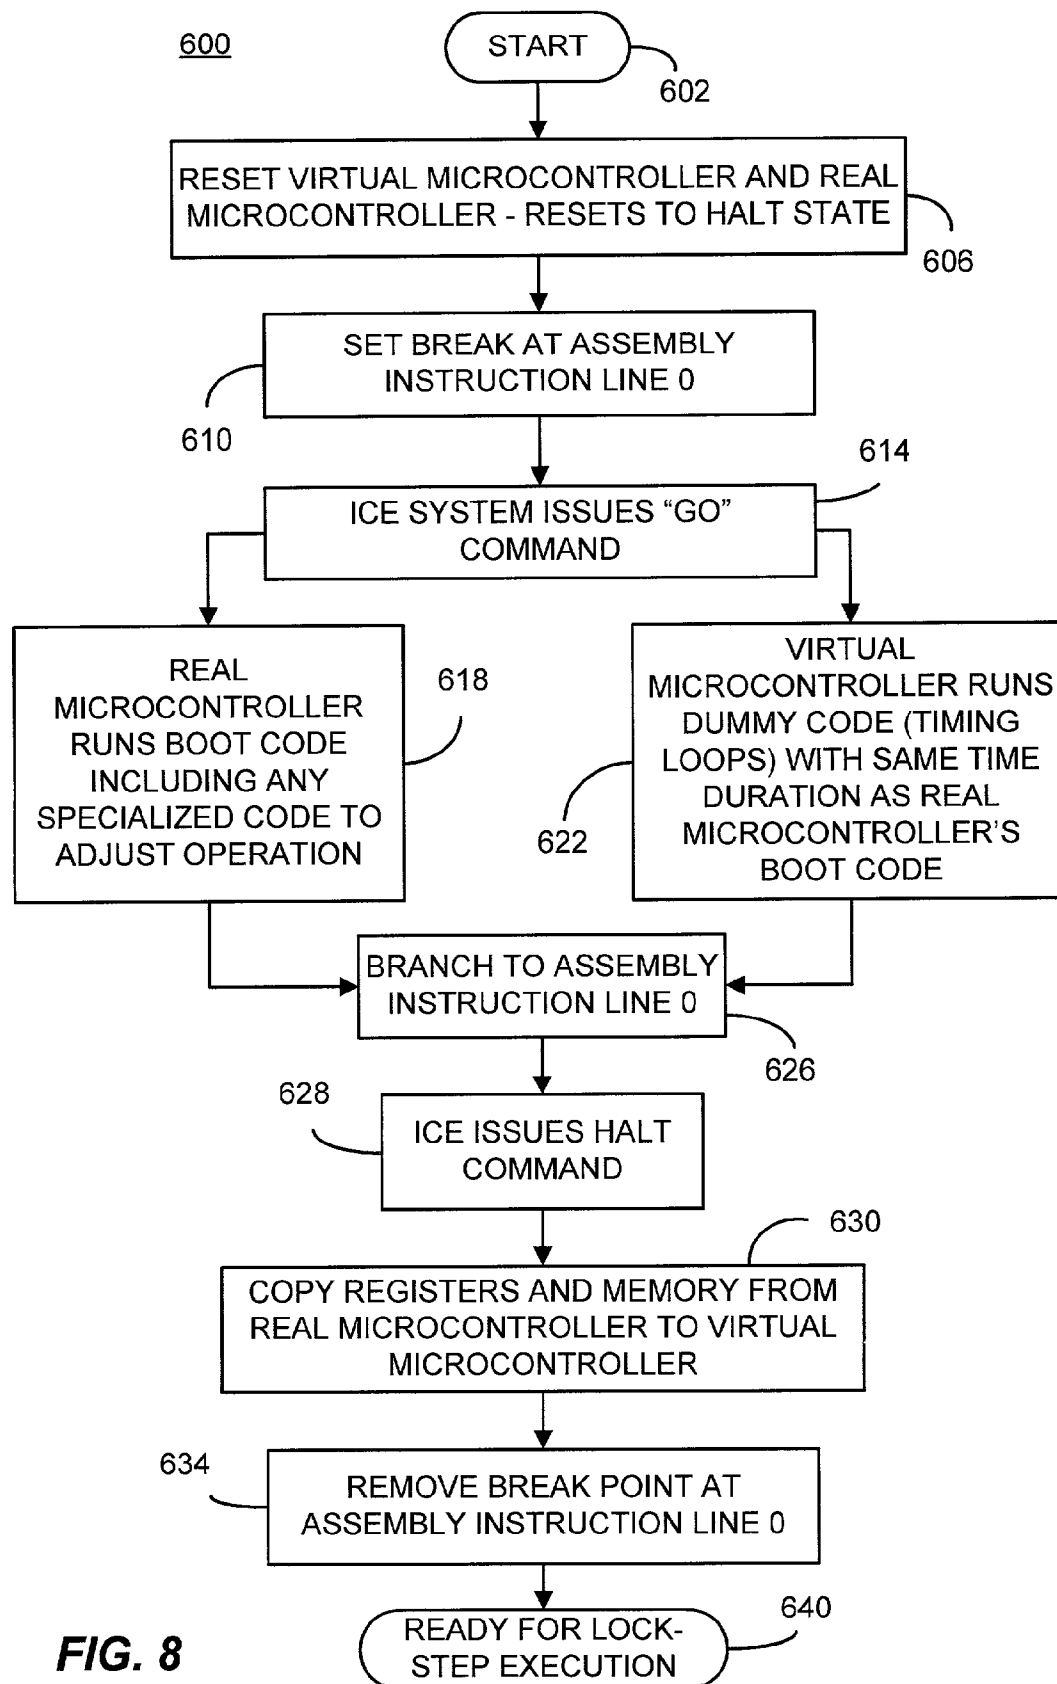 600
START
602
RESET VIRTUAL MICROCONTROLLER AND REAL
MICROCONTROLLER - RESETS TO HALT STATE
606
SET BREAK AT ASSEMBLY
INSTRUCTION LINE 0
610
614
ICE SYSTEM ISSUES “GO”
COMMAND
REAL
MICROCONTROLLER
RUNS BOOT CODE
INCLUDING ANY
SPECIALIZED CODE TO
ADJUST OPERATION
618
VIRTUAL
MICROCONTROLLER RUNS
DUMMY CODE (TIMING
LOOPS) WITH SAME TIME
DURATION AS REAL
MICROCONTROLLER’S
BOOT CODE
622
BRANCH TO ASSEMBLY
INSTRUCTION LINE 0
626
628
ICE ISSUES HALT
COMMAND
630
COPY REGISTERS AND MEMORY FROM
REAL MICROCONTROLLER TO VIRTUAL
MICROCONTROLLER
634
REMOVE BREAK POINT AT
ASSEMBLY INSTRUCTION LINE 0
640
READY FOR LOCK-
STEP EXECUTION
FIG. 8